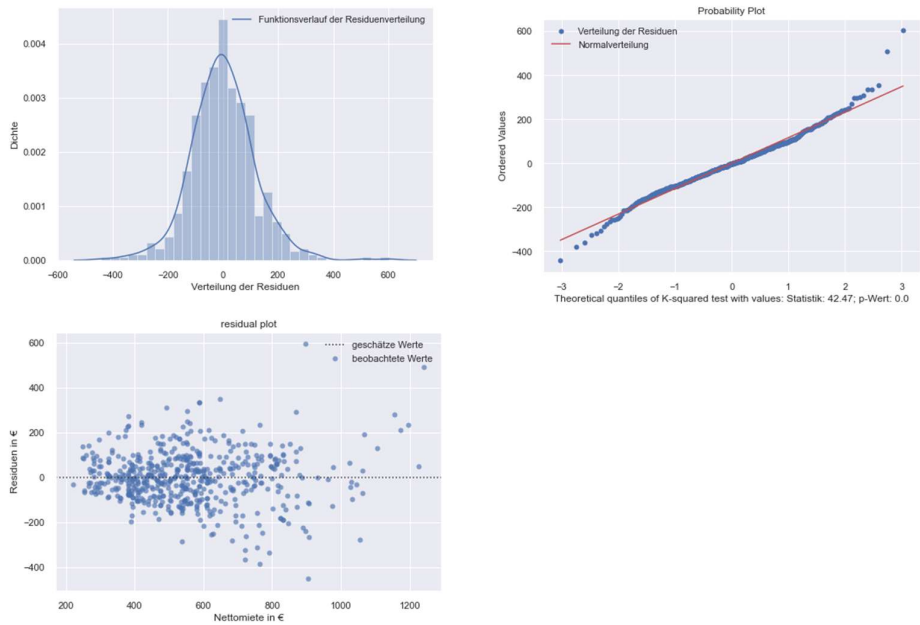 Funktionsverlauf der Residuenverteilung
0.004
0.003
0.002
0.001
0.000
Dichte
−600
−400
−200
0
200
400
600
Verteilung der Residuen
Probability Plot
Verteilung der Residuen
Normalverteilung
600
400
200
0
−200
−400
Ordered Values
−3
−2
−1
0
1
2
3
Theoretical quantiles of K-squared test with values: Statistik: 42.47; p-Wert: 0.0
residual plot
geschätze Werte
beobachtete Werte
600
400
200
0
−200
−400
Residuen in €
200
400
600
800
1000
1200
Nettomiete in €